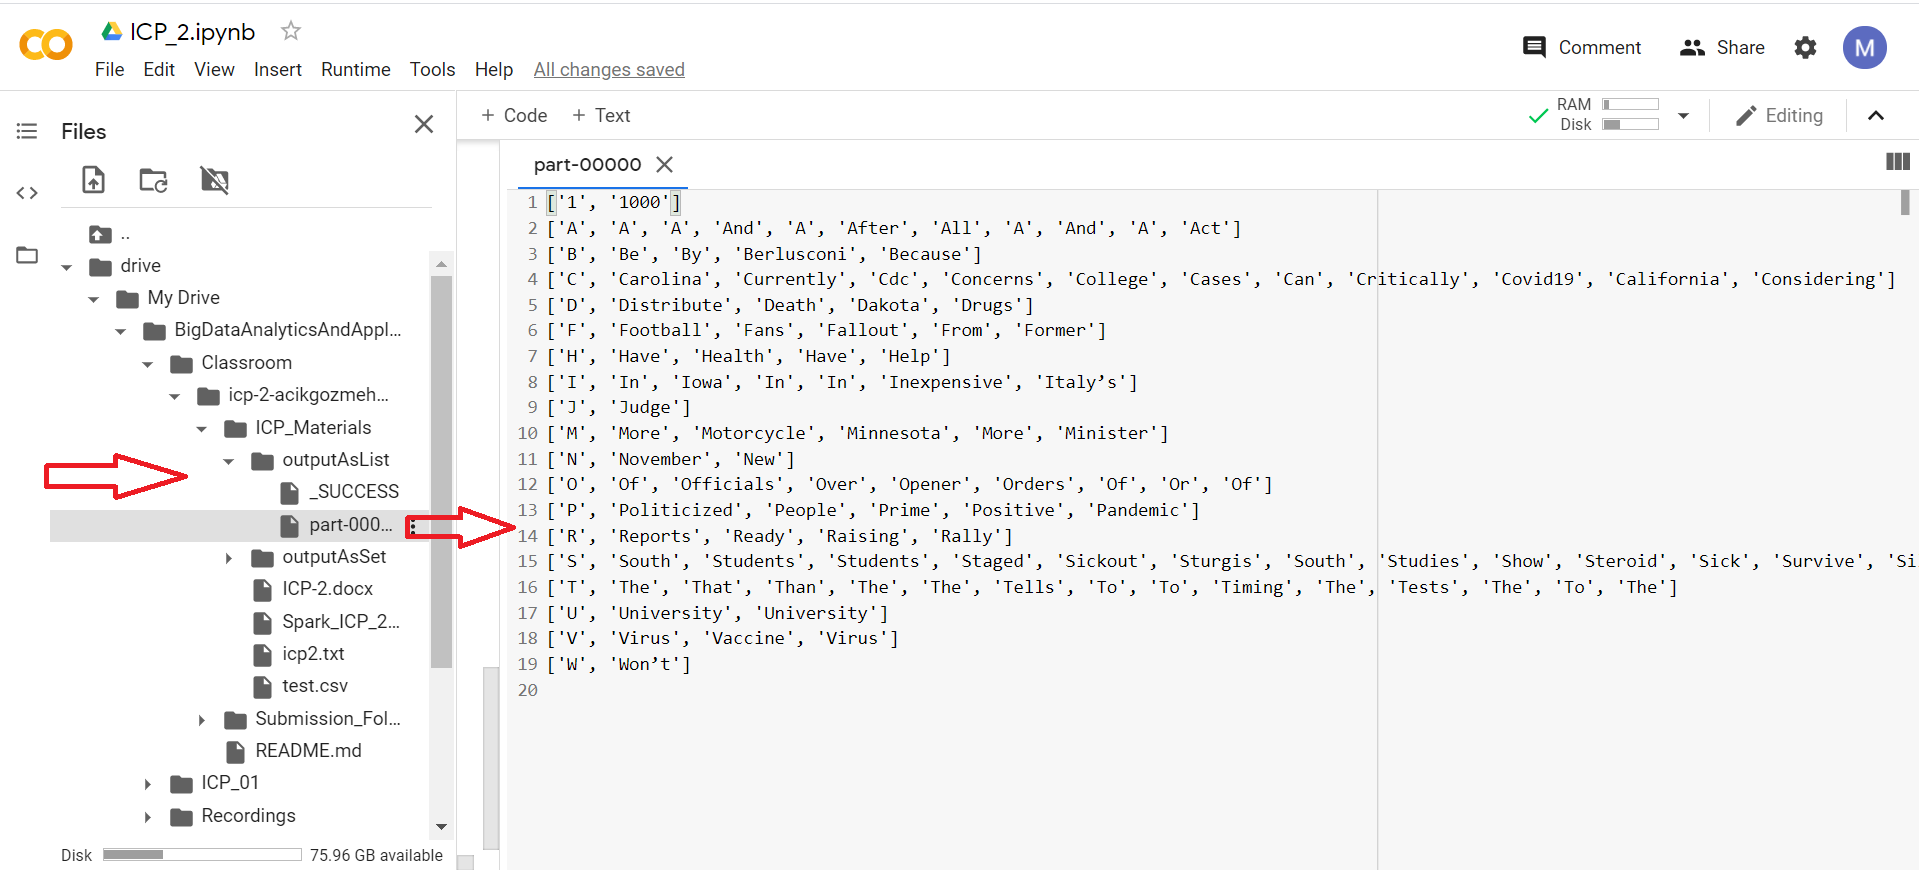 ICP_2.ipynb
File Edit View Insert Runtime Tools Help All changes saved
Comment Share M
Files
+ Code + Text
RAM
Disk
Editing
..
drive
My Drive
BigDataAnalyticsAndAppl...
Classroom
icp-2-acikgozmeh...
ICP_Materials
outputAsList
_SUCCESS
part-000...
outputAsSet
ICP-2.docx
Spark_ICP_2...
icp2.txt
test.csv
Submission_Fol...
README.md
ICP_01
Recordings
Disk 75.96 GB available
part-00000
1 ['1', '1000']
2 ['A', 'A', 'A', 'And', 'A', 'After', 'All', 'A', 'And', 'A', 'Act']
3 ['B', 'Be', 'By', 'Berlusconi', 'Because']
4 ['C', 'Carolina', 'Currently', 'Cdc', 'Concerns', 'College', 'Cases', 'Can', 'Critically', 'Covid19', 'California', 'Considering']
5 ['D', 'Distribute', 'Death', 'Dakota', 'Drugs']
6 ['F', 'Football', 'Fans', 'Fallout', 'From', 'Former']
7 ['H', 'Have', 'Health', 'Have', 'Help']
8 ['I', 'In', 'Iowa', 'In', 'In', 'Inexpensive', 'Italy’s']
9 ['J', 'Judge']
10 ['M', 'More', 'Motorcycle', 'Minnesota', 'More', 'Minister']
11 ['N', 'November', 'New']
12 ['O', 'Of', 'Officials', 'Over', 'Opener', 'Orders', 'Of', 'Or', 'Of']
13 ['P', 'Politicized', 'People', 'Prime', 'Positive', 'Pandemic']
14 ['R', 'Reports', 'Ready', 'Raising', 'Rally']
15 ['S', 'South', 'Students', 'Students', 'Staged', 'Sickout', 'Sturgis', 'South', 'Studies', 'Show', 'Steroid', 'Sick', 'Survive', 'Si
16 ['T', 'The', 'That', 'Than', 'The', 'The', 'Tells', 'To', 'To', 'Timing', 'The', 'Tests', 'The', 'To', 'The']
17 ['U', 'University', 'University']
18 ['V', 'Virus', 'Vaccine', 'Virus']
19 ['W', 'Won’t']
20